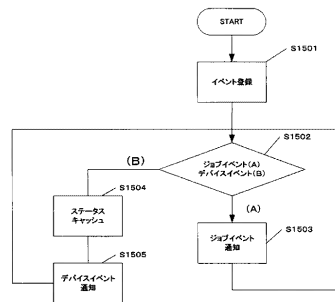 START
S1501
イベント登録
S1502
ジョブイベント(A)
デバイスイベント(B)
(B)
(A)
S1504
ステータス
キャッシュ
S1503
ジョブイベント
通知
S1505
デバイスイベント
通知